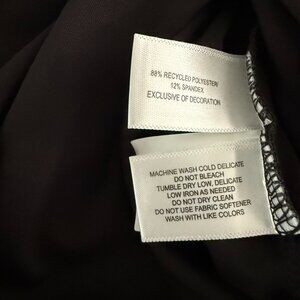 88% RECYCLED POLYESTER
12% SPANDEX
EXCLUSIVE OF DECORATION
MACHINE WASH COLD DELICATE
DO NOT BLEACH
TUMBLE DRY LOW, DELICATE
LOW IRON AS NEEDED
DO NOT DRY CLEAN
DO NOT USE FABRIC SOFTENER
WASH WITH LIKE COLORS